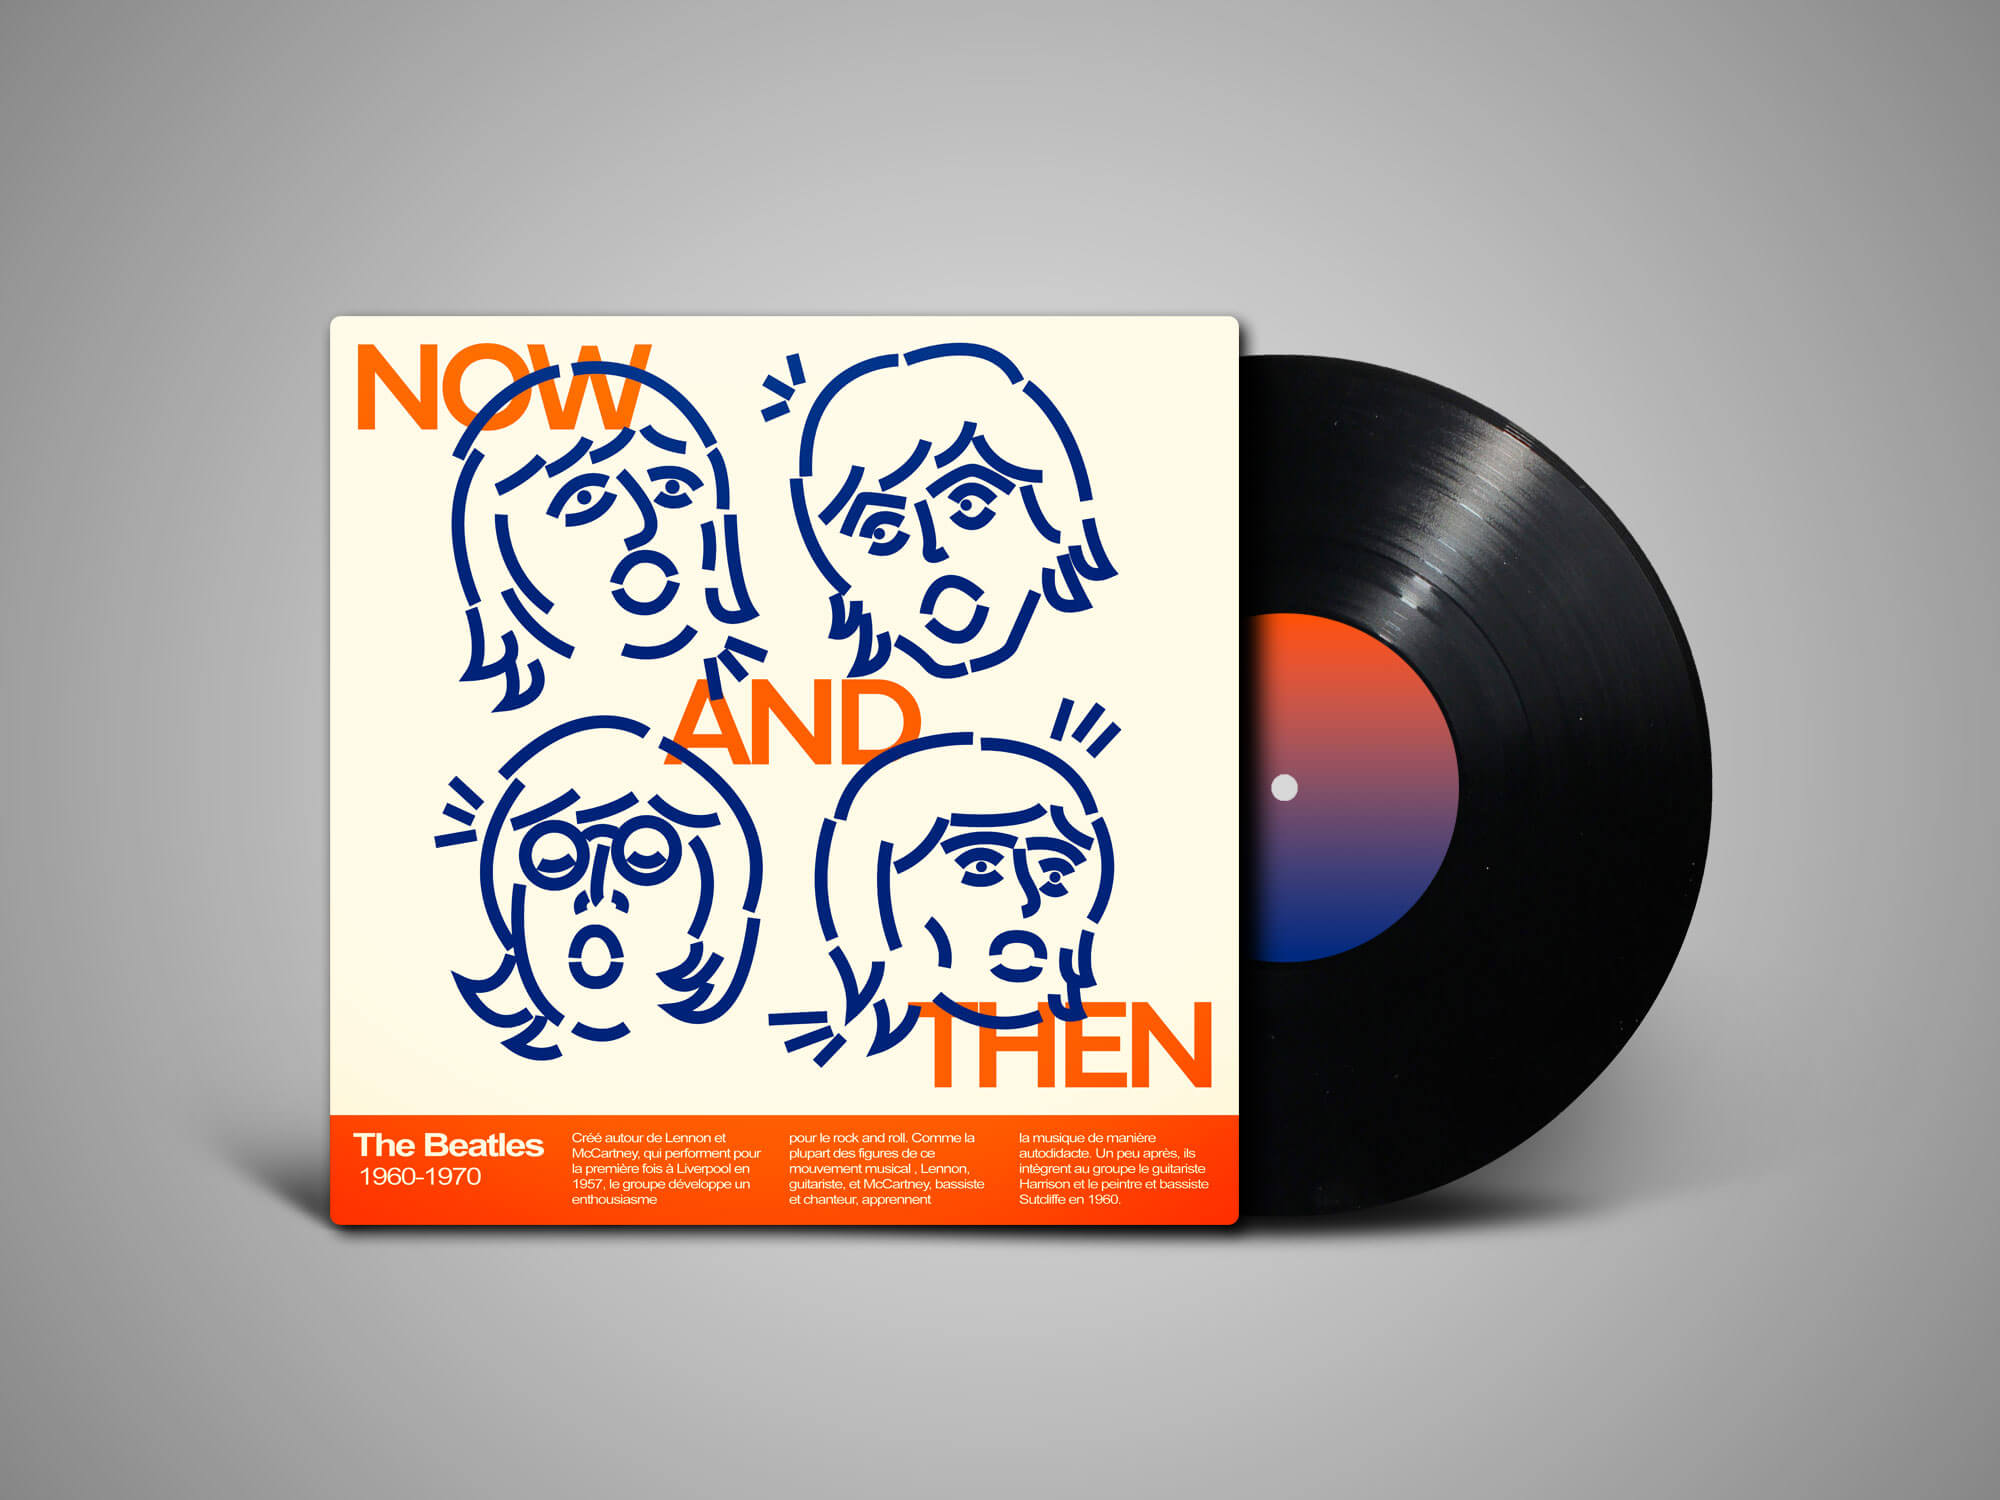 NOW
AND
THEN
The Beatles
1960-1970
Créé autour de Lennon et
McCartney, qui performent pour
la première fois à Liverpool en
1957, le groupe développe un
enthousiasme
pour le rock and roll. Comme la
plupart des figures de ce
mouvement musical , Lennon,
guitariste, et McCartney, bassiste
et chanteur, apprennent
la musique de manière
autodidacte. Un peu après, ils
intègrent au groupe le guitariste
Harrison et le peintre et bassiste
Sutcliffe en 1960.